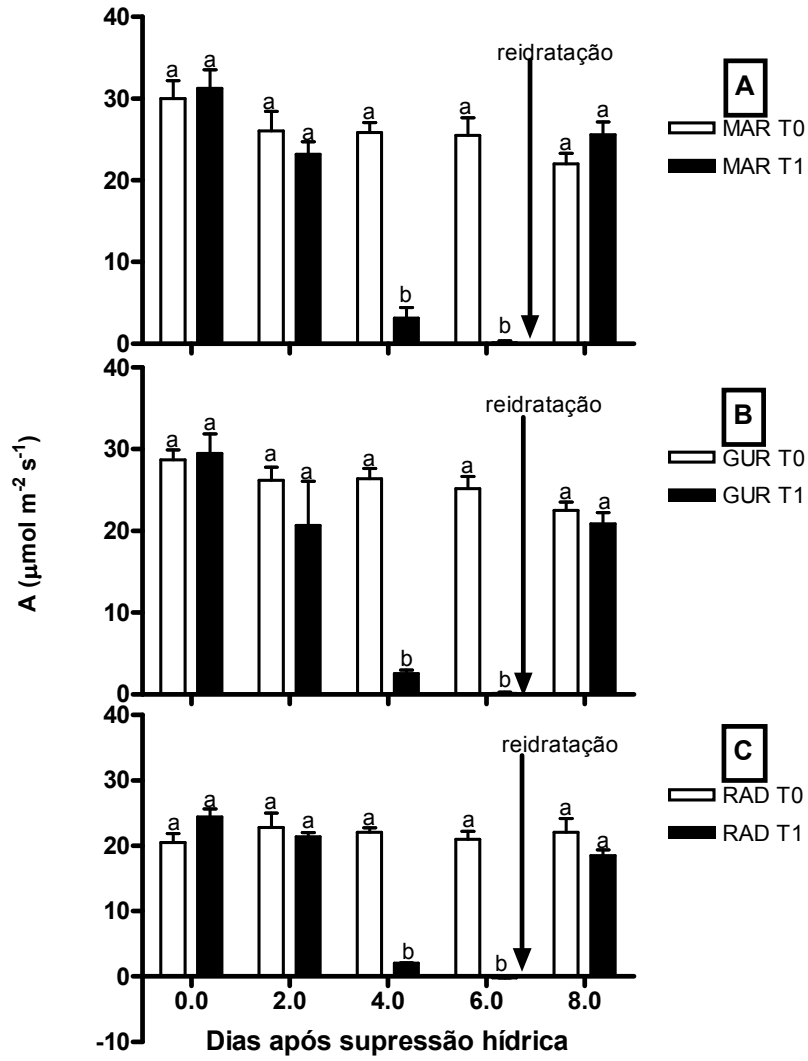 40
30
20
10
0
a a a a a b a b a a
reidratação
A
MAR T0
MAR T1
40
30
20
10
0
a a a a a b a b a a
reidratação
B
GUR T0
GUR T1
A (µmol m⁻² s⁻¹)
40
30
20
10
0
-10
a a a a a b a b a a
reidratação
C
RAD T0
RAD T1
0.0 2.0 4.0 6.0 8.0
Dias após supressão hídrica